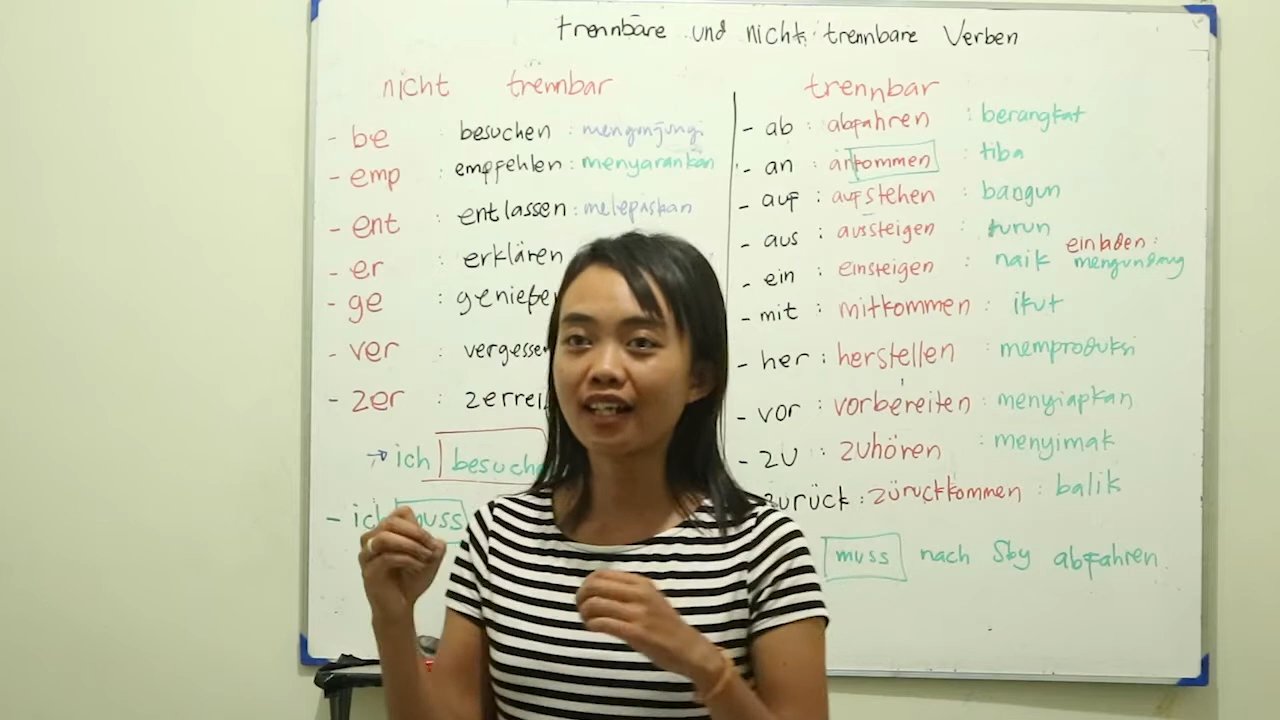 trennbare und nicht trennbare Verben
nicht trennbar
- be : besuchen : mengunjungi
- emp : empfehlen : menyarankan
- ent : entlassen : melepaskan
- er : erklären
- ge : genieße
- ver : vergesse
- zer : zerrei
→ ich besuche
- ich muss
trennbar
- ab : abfahren : berangkat
- an : ankommen : tiba
- auf : aufstehen : bangun
- aus : aussteigen : turun
- ein : einsteigen : naik
einladen :
mengundang
- mit : mitkommen : ikut
- her : herstellen : memproduksi
- vor : vorbereiten : menyiapkan
- zu : zuhören : menyimak
zurück : zürückkommen : balik
muss nach Sby abfahren